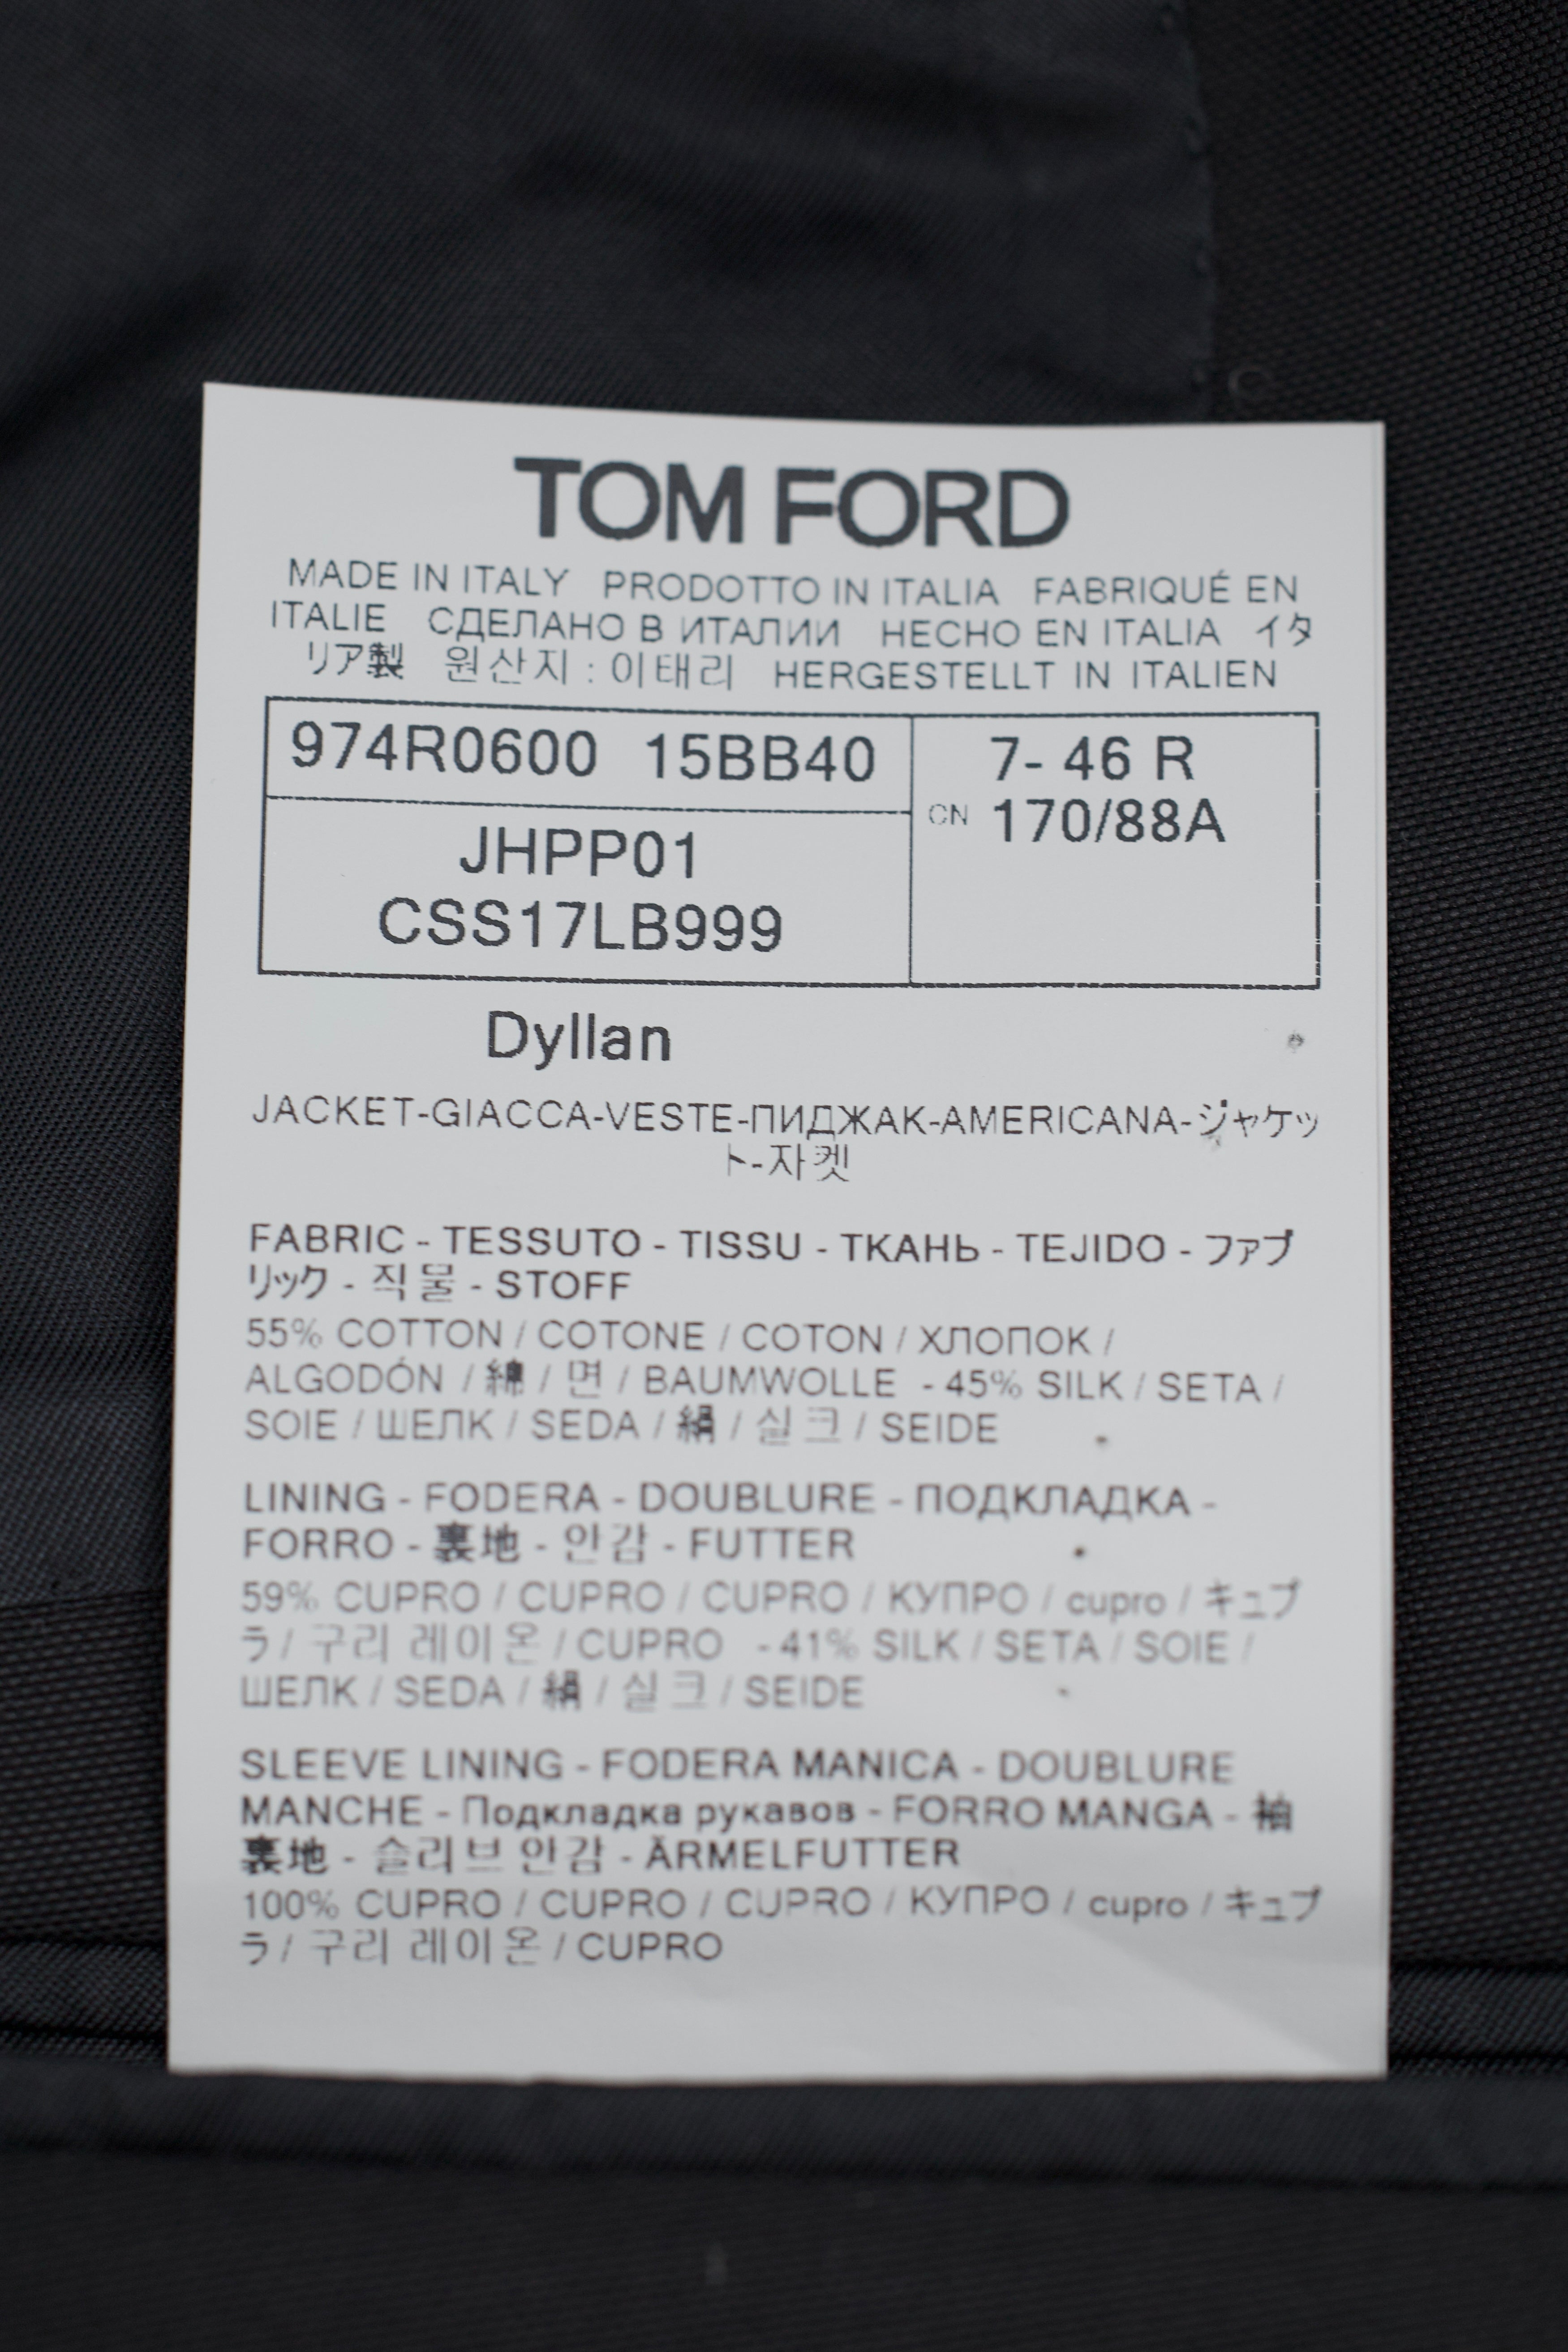 TOM FORD
MADE IN ITALY PRODOTTO IN ITALIA FABRIQUÉ EN
ITALIE СДЕЛАНО В ИТАЛИИ HECHO EN ITALIA イタ
リア製 원산지 : 이태리 HERGESTELLT IN ITALIEN
974R0600 15BB40
7- 46 R
CN 170/88A
JHPP01
CSS17LB999
Dyllan
JACKET-GIACCA-VESTE-ПИДЖАК-AMERICANA-ジャケッ
ト-자켓
FABRIC - TESSUTO - TISSU - ТКАНЬ - TEJIDO - ファブ
リック - 직물 - STOFF
55% COTTON / COTONE / COTON / ХЛОПОК /
ALGODÓN / 綿 / 면 / BAUMWOLLE - 45% SILK / SETA /
SOIE / ШЕЛК / SEDA / 絹 / 실크 / SEIDE
LINING - FODERA - DOUBLURE - ПОДКЛАДКА -
FORRO - 裏地 - 안감 - FUTTER
59% CUPRO / CUPRO / CUPRO / КУПРО / cupro / キュプ
ラ / 구리 레이온 / CUPRO - 41% SILK / SETA / SOIE /
ШЕЛК / SEDA / 絹 / 실크 / SEIDE
SLEEVE LINING - FODERA MANICA - DOUBLURE
MANCHE - Подкладка рукавов - FORRO MANGA - 袖
裏地 - 슬리브 안감 - ÄRMELFUTTER
100% CUPRO / CUPRO / CUPRO / КУПРО / cupro / キュプ
ラ / 구리 레이온 / CUPRO